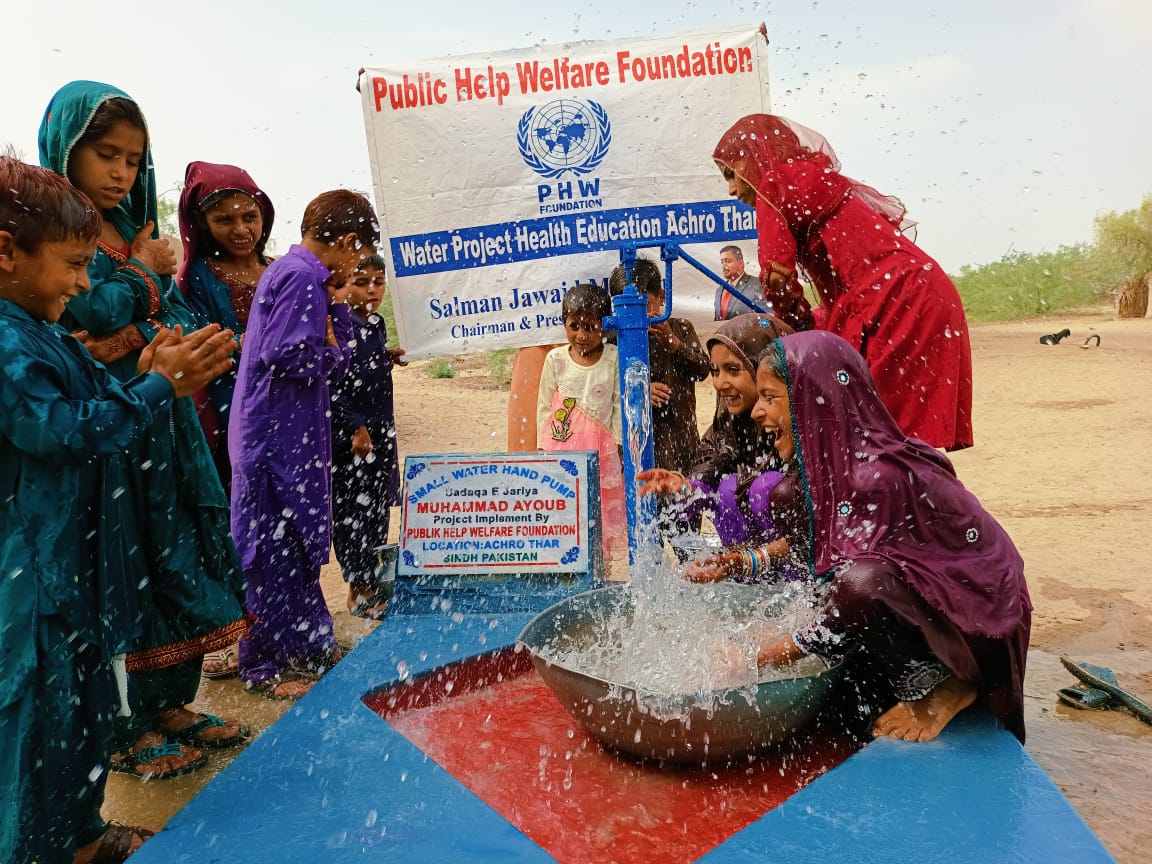 Public Help Welfare Foundation
PHW
FOUNDATION
Water Project Health Education Achro Thar
Salman Jawaid
Chairman &
SMALL WATER HAND PUMP
Sadaqa E Jariya
MUHAMMAD AYOUB
Project Implement By
PUBLIK HELP WELFARE FOUNDATION
LOCATION:ACHRO THAR
SINDH PAKISTAN